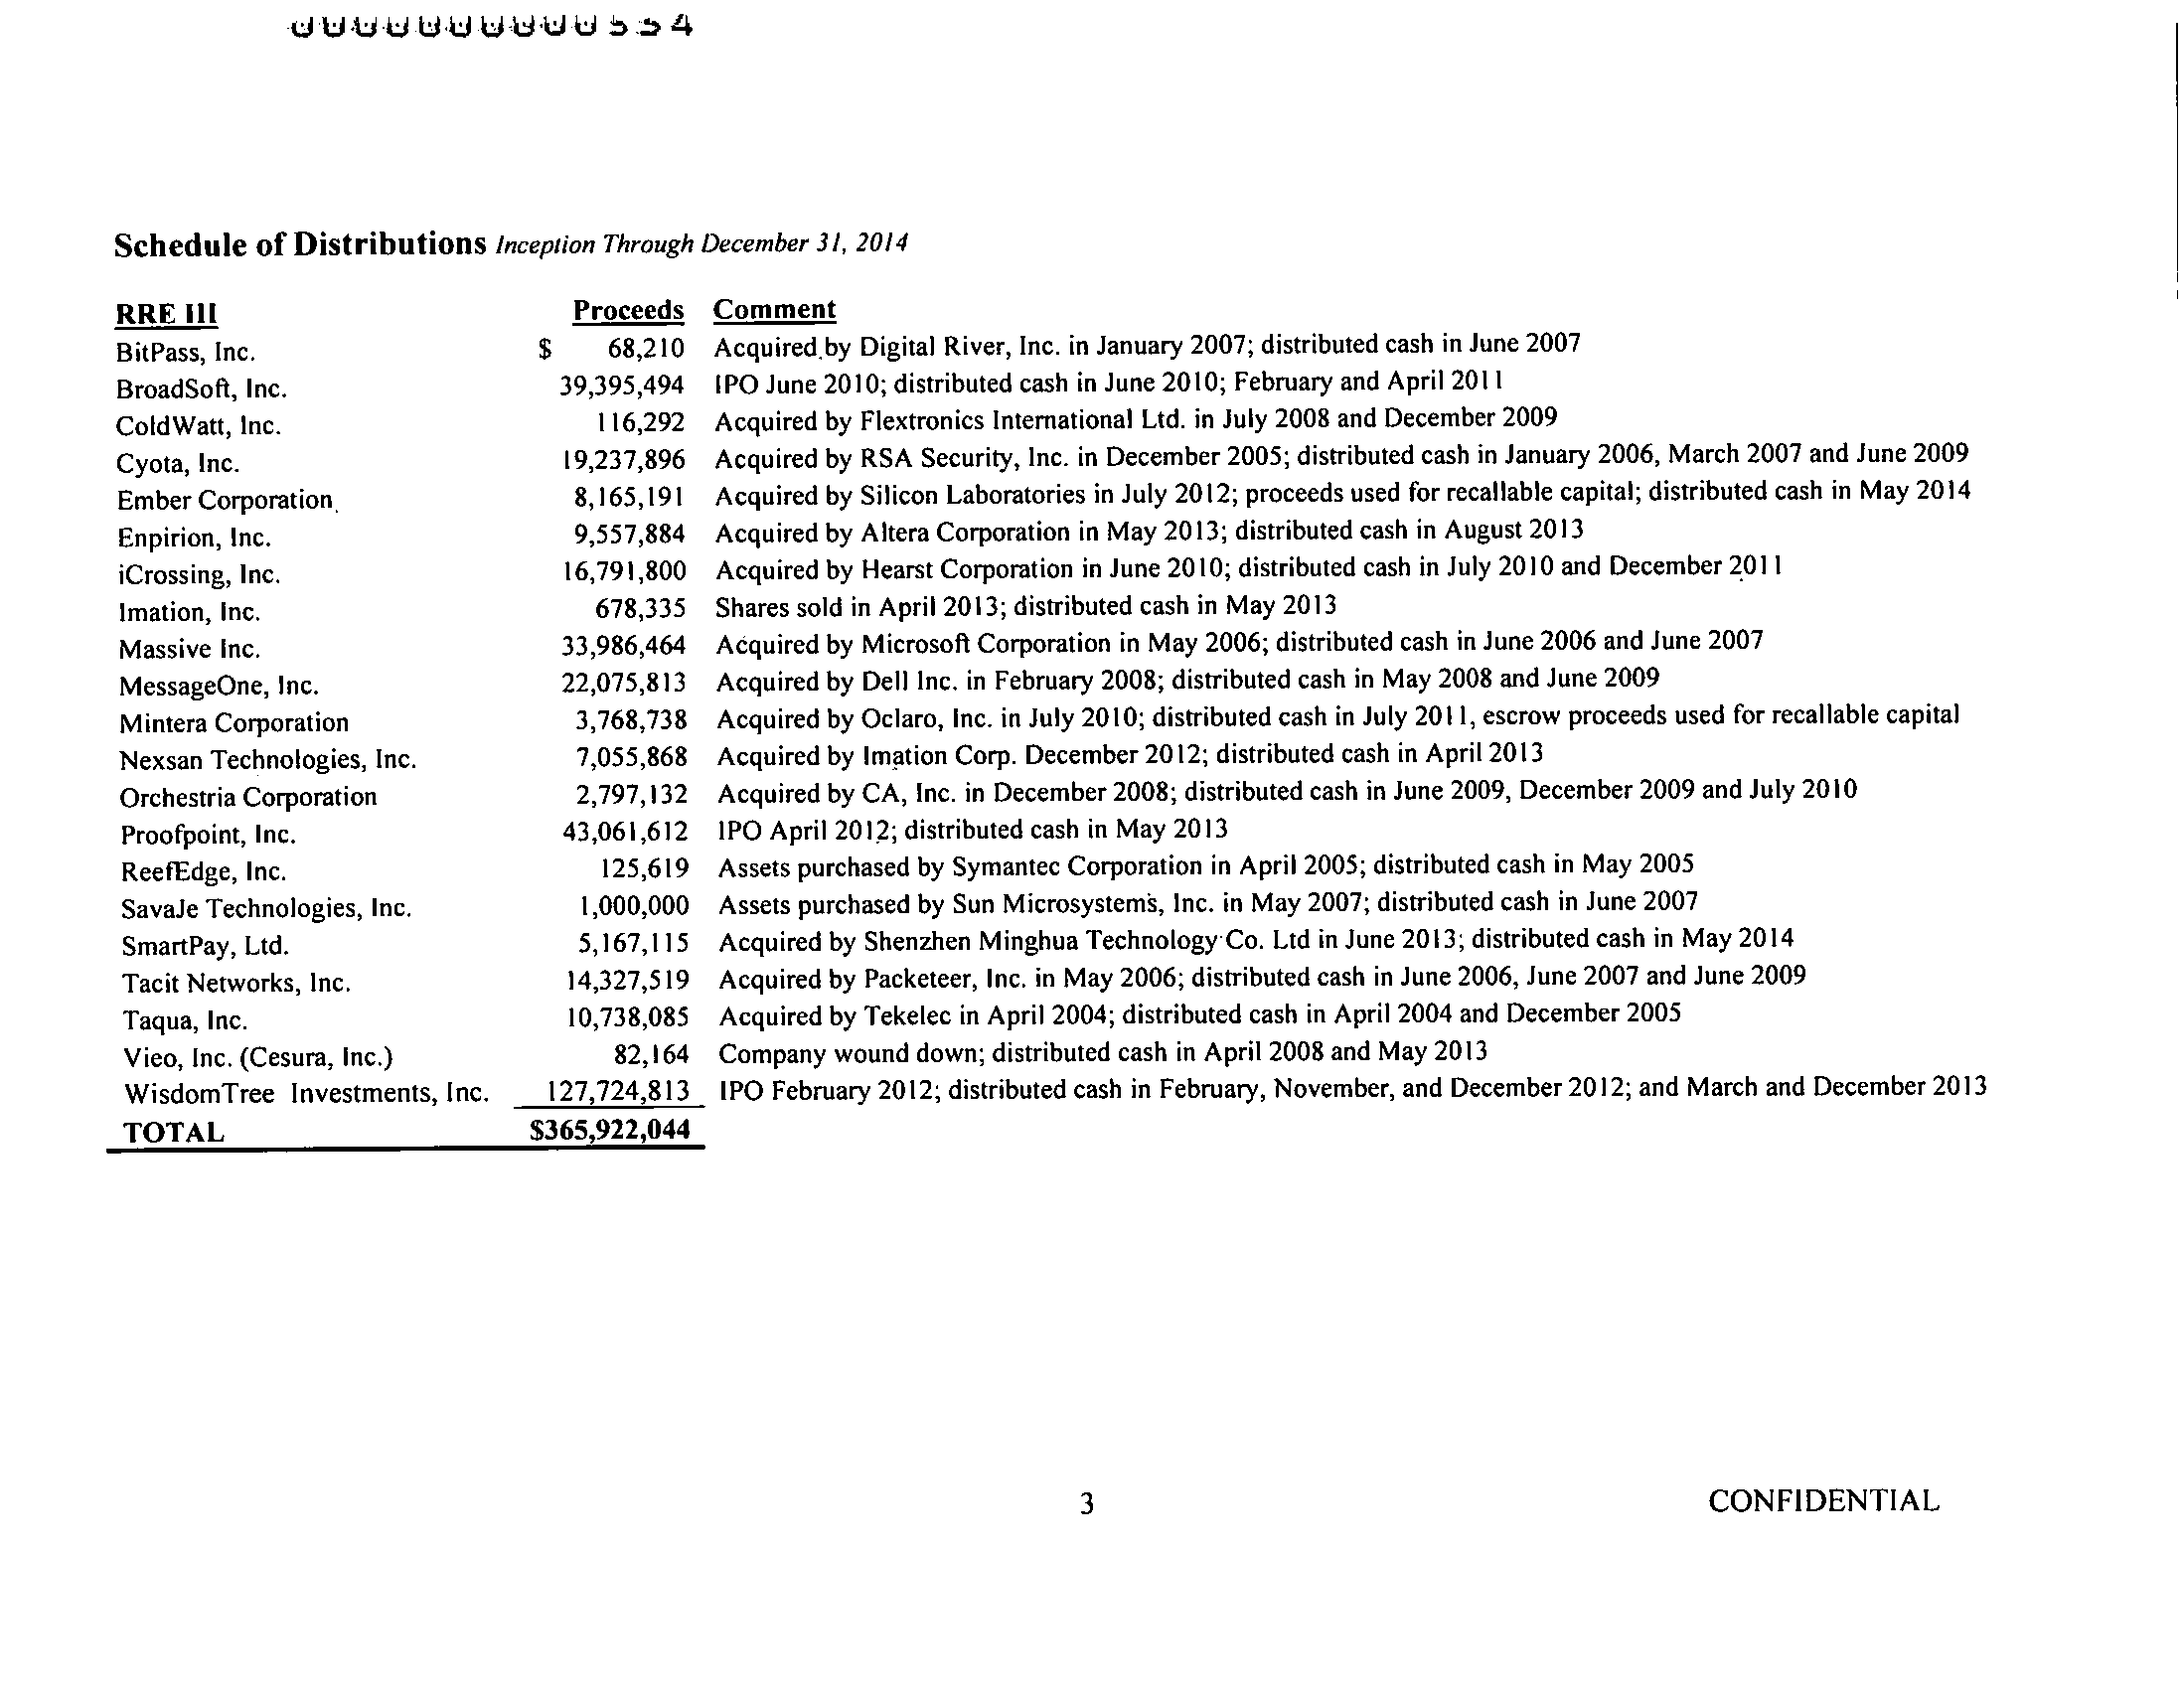 554
Schedule of Distributions Inception Through December 31, 2014
RRE III Proceeds Comment
BitPass, Inc. $ 68,210 Acquired by Digital River, Inc. in January 2007; distributed cash in June 2007
BroadSoft, Inc. 39,395,494 IPO June 2010; distributed cash in June 2010; February and April 2011
ColdWatt, Inc. 116,292 Acquired by Flextronics International Ltd. in July 2008 and December 2009
Cyota, Inc. 19,237,896 Acquired by RSA Security, Inc. in December 2005; distributed cash in January 2006, March 2007 and June 2009
Ember Corporation 8,165,191 Acquired by Silicon Laboratories in July 2012; proceeds used for recallable capital; distributed cash in May 2014
Enpirion, Inc. 9,557,884 Acquired by Altera Corporation in May 2013; distributed cash in August 2013
iCrossing, Inc. 16,791,800 Acquired by Hearst Corporation in June 2010; distributed cash in July 2010 and December 2011
Imation, Inc. 678,335 Shares sold in April 2013; distributed cash in May 2013
Massive Inc. 33,986,464 Acquired by Microsoft Corporation in May 2006; distributed cash in June 2006 and June 2007
MessageOne, Inc. 22,075,813 Acquired by Dell Inc. in February 2008; distributed cash in May 2008 and June 2009
Mintera Corporation 3,768,738 Acquired by Oclaro, Inc. in July 2010; distributed cash in July 2011, escrow proceeds used for recallable capital
Nexsan Technologies, Inc. 7,055,868 Acquired by Imation Corp. December 2012; distributed cash in April 2013
Orchestria Corporation 2,797,132 Acquired by CA, Inc. in December 2008; distributed cash in June 2009, December 2009 and July 2010
Proofpoint, Inc. 43,061,612 IPO April 2012; distributed cash in May 2013
ReefEdge, Inc. 125,619 Assets purchased by Symantec Corporation in April 2005; distributed cash in May 2005
SavaJe Technologies, Inc. 1,000,000 Assets purchased by Sun Microsystems, Inc. in May 2007; distributed cash in June 2007
SmartPay, Ltd. 5,167,115 Acquired by Shenzhen Minghua Technology Co. Ltd in June 2013; distributed cash in May 2014
Tacit Networks, Inc. 14,327,519 Acquired by Packeteer, Inc. in May 2006; distributed cash in June 2006, June 2007 and June 2009
Taqua, Inc. 10,738,085 Acquired by Tekelec in April 2004; distributed cash in April 2004 and December 2005
Vieo, Inc. (Cesura, Inc.) 82,164 Company wound down; distributed cash in April 2008 and May 2013
WisdomTree Investments, Inc. 127,724,813 IPO February 2012; distributed cash in February, November, and December 2012; and March and December 2013
TOTAL $365,922,044
3 CONFIDENTIAL